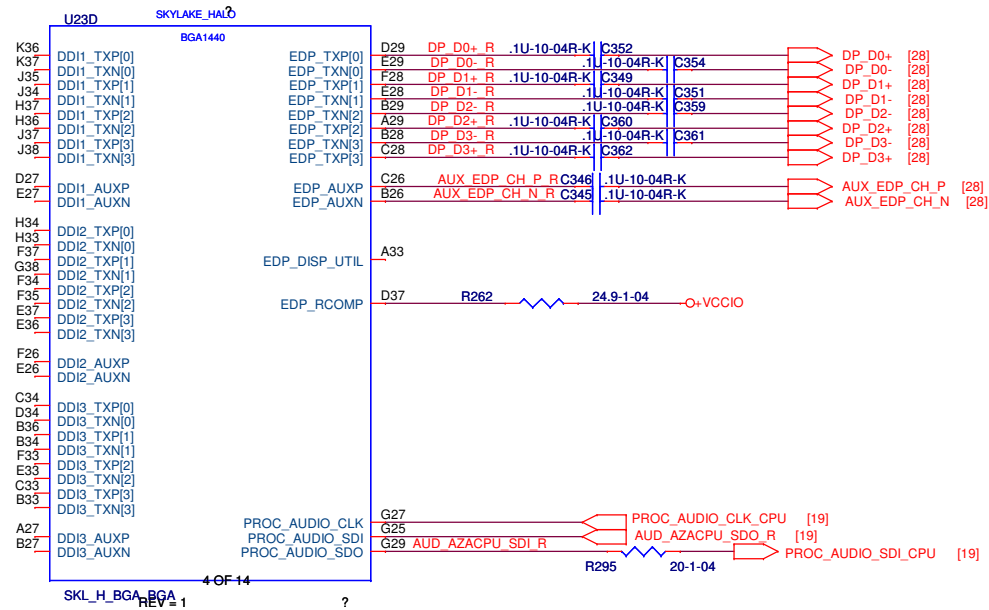 U23D SKYLAKE_HALO ?
BGA1440
K36 DDI1_TXP[0] EDP_TXP[0] D29 DP_D0+_R .1U-10-04R-K C352 DP_D0+ [28]
K37 DDI1_TXN[0] EDP_TXN[0] E29 DP_D0-_R .1U-10-04R-K C354 DP_D0- [28]
J35 DDI1_TXP[1] EDP_TXP[1] F28 DP_D1+_R .1U-10-04R-K C349 DP_D1+ [28]
J34 DDI1_TXN[1] EDP_TXN[1] E28 DP_D1-_R .1U-10-04R-K C351 DP_D1- [28]
H37 DDI1_TXP[2] EDP_TXN[2] B29 DP_D2-_R .1U-10-04R-K C359 DP_D2- [28]
H36 DDI1_TXN[2] EDP_TXP[2] A29 DP_D2+_R .1U-10-04R-K C360 DP_D2+ [28]
J37 DDI1_TXP[3] EDP_TXN[3] B28 DP_D3-_R .1U-10-04R-K C361 DP_D3- [28]
J38 DDI1_TXN[3] EDP_TXP[3] C28 DP_D3+_R .1U-10-04R-K C362 DP_D3+ [28]
D27 DDI1_AUXP EDP_AUXP C26 AUX_EDP_CH_P_R C346 .1U-10-04R-K AUX_EDP_CH_P [28]
E27 DDI1_AUXN EDP_AUXN B26 AUX_EDP_CH_N_R C345 .1U-10-04R-K AUX_EDP_CH_N [28]
H34 DDI2_TXP[0]
H33 DDI2_TXN[0]
F37 DDI2_TXP[1] EDP_DISP_UTIL A33
G38 DDI2_TXN[1]
F34 DDI2_TXP[2]
F35 DDI2_TXN[2] EDP_RCOMP D37 R262 24.9-1-04 +VCCIO
E37 DDI2_TXP[3]
E36 DDI2_TXN[3]
F26 DDI2_AUXP
E26 DDI2_AUXN
C34 DDI3_TXP[0]
D34 DDI3_TXN[0]
B36 DDI3_TXP[1]
B34 DDI3_TXN[1]
F33 DDI3_TXP[2]
E33 DDI3_TXN[2]
C33 DDI3_TXP[3]
B33 DDI3_TXN[3]
PROC_AUDIO_CLK G27 PROC_AUDIO_CLK_CPU [19]
A27 DDI3_AUXP PROC_AUDIO_SDI G25 AUD_AZACPU_SDO_R [19]
B27 DDI3_AUXN PROC_AUDIO_SDO G29 AUD_AZACPU_SDI_R R295 20-1-04 PROC_AUDIO_SDI_CPU [19]
4 OF 14
SKL_H_BGA_BGA
REV = 1 ?